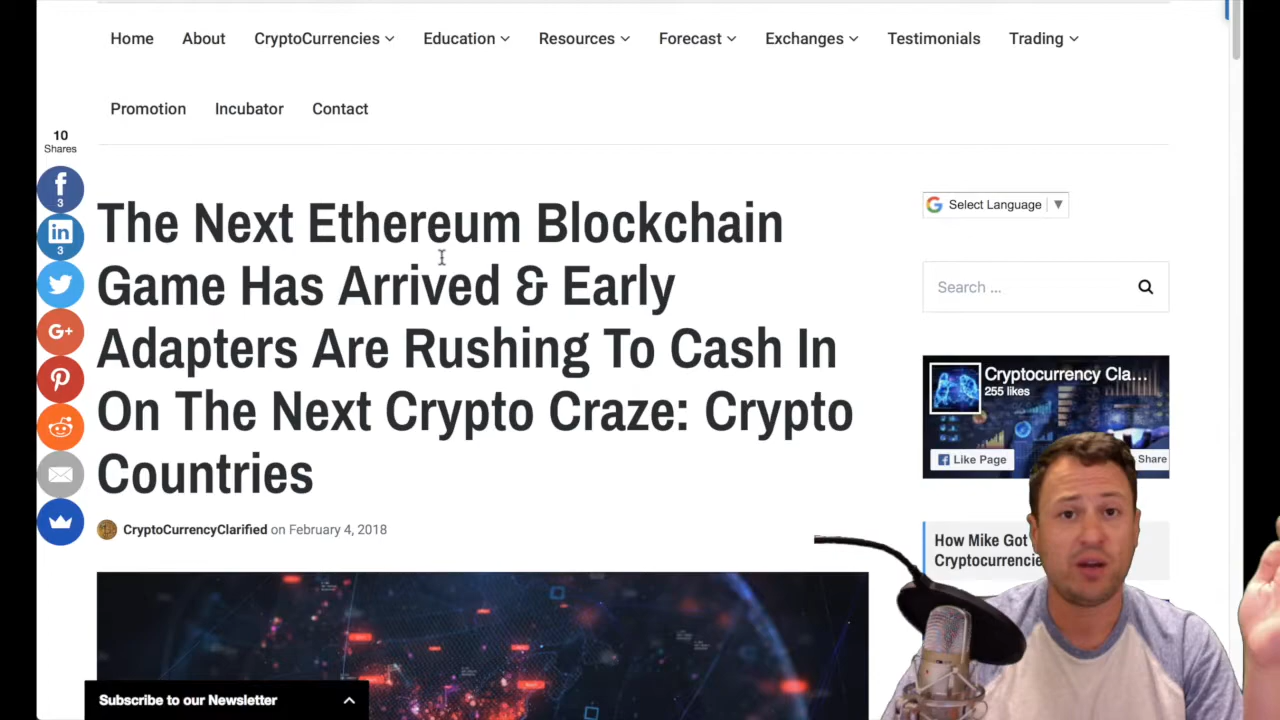 Home About CryptoCurrencies Education Resources Forecast Exchanges Testimonials Trading
Promotion Incubator Contact
10
Shares
f
3
in
3
G+
The Next Ethereum Blockchain
Game Has Arrived & Early
Adapters Are Rushing To Cash In
On The Next Crypto Craze: Crypto
Countries
CryptoCurrencyClarified on February 4, 2018
Subscribe to our Newsletter
G Select Language
Search ...
Cryptocurrency Cla...
255 likes
f Like Page
Share
How Mike Got
Cryptocurrencie